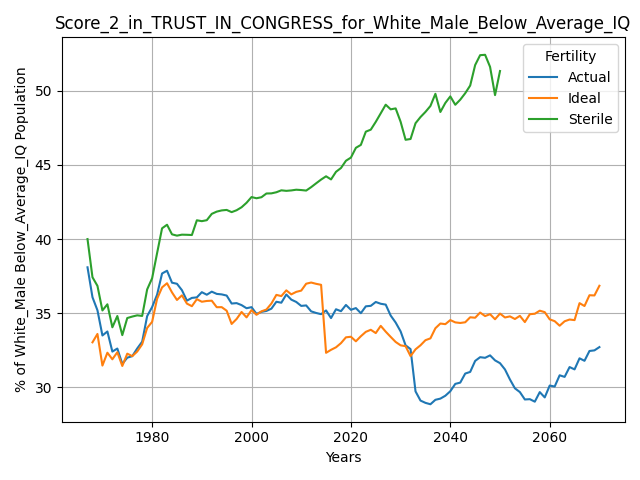 Score_2_in_TRUST_IN_CONGRESS_for_White_Male_Below_Average_IQ
Fertility
Actual
Ideal
Sterile
% of White_Male Below_Average_IQ Population
50
45
40
35
30
1980
2000
2020
2040
2060
Years